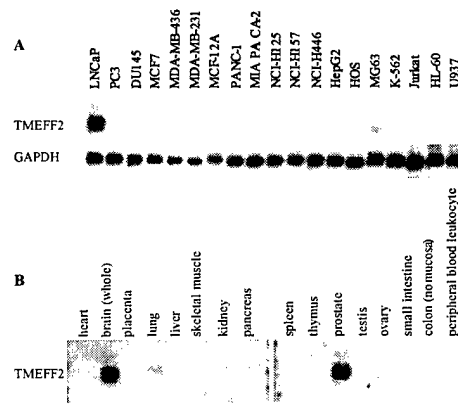 A
LNCaP
PC3
DU145
MCF7
MDA-MB-436
MDA-MB-231
MCF-12A
PANC-1
MIA PA CA-2
NCI-H125
NCI-H157
NCI-H446
HepG2
HOS
MG63
K-562
Jurkat
HL-60
U937
TMEFF2
GAPDH
B
heart
brain (whole)
placenta
lung
liver
skeletal muscle
kidney
pancreas
spleen
thymus
prostate
testis
ovary
small intestine
colon (no mucosa)
peripheral blood leukocyte
TMEFF2